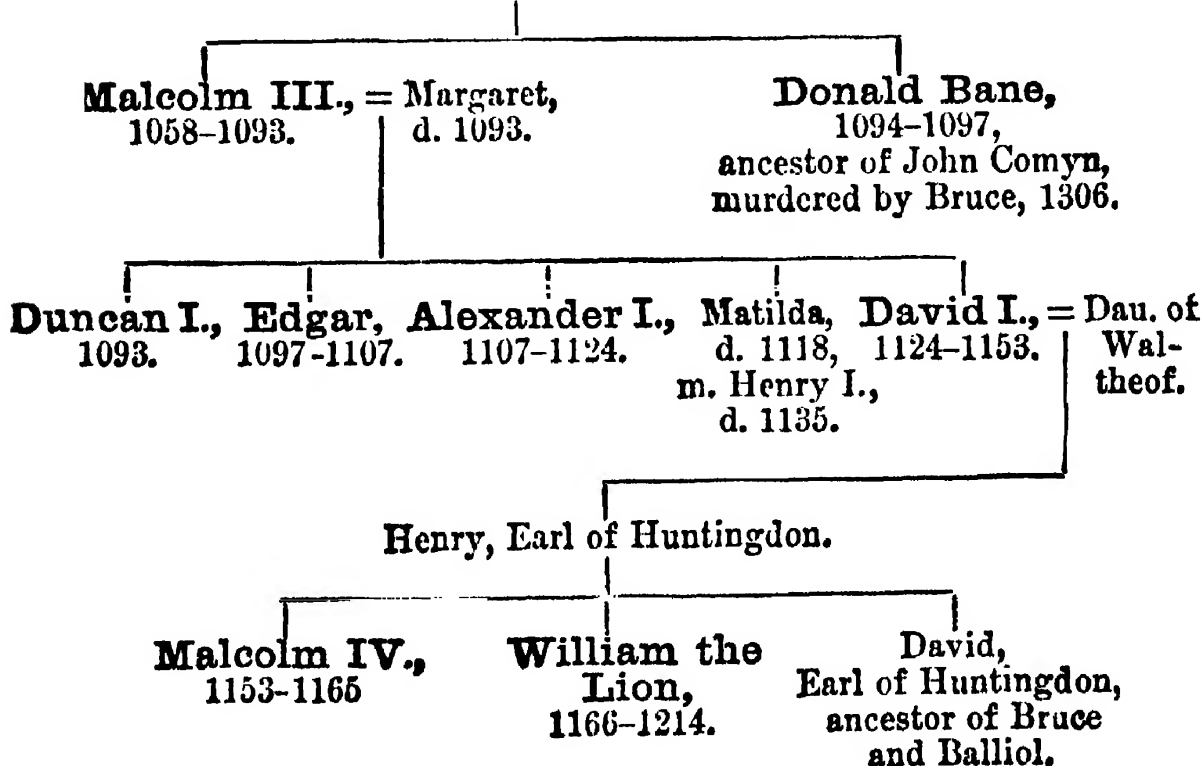 Malcolm III., = Margaret,
1058-1093. d. 1093.
Donald Bane,
1094-1097,
ancestor of John Comyn,
murdered by Bruce, 1306.
Duncan I.,
1093.
Edgar,
1097-1107.
Alexander I.,
1107-1124.
Matilda,
d. 1118,
m. Henry I.,
d. 1135.
David I., = Dau. of
1124-1153. Wal-
theof.
Henry, Earl of Huntingdon.
Malcolm IV.,
1153-1165
William the
Lion,
1166-1214.
David,
Earl of Huntingdon,
ancestor of Bruce
and Balliol.